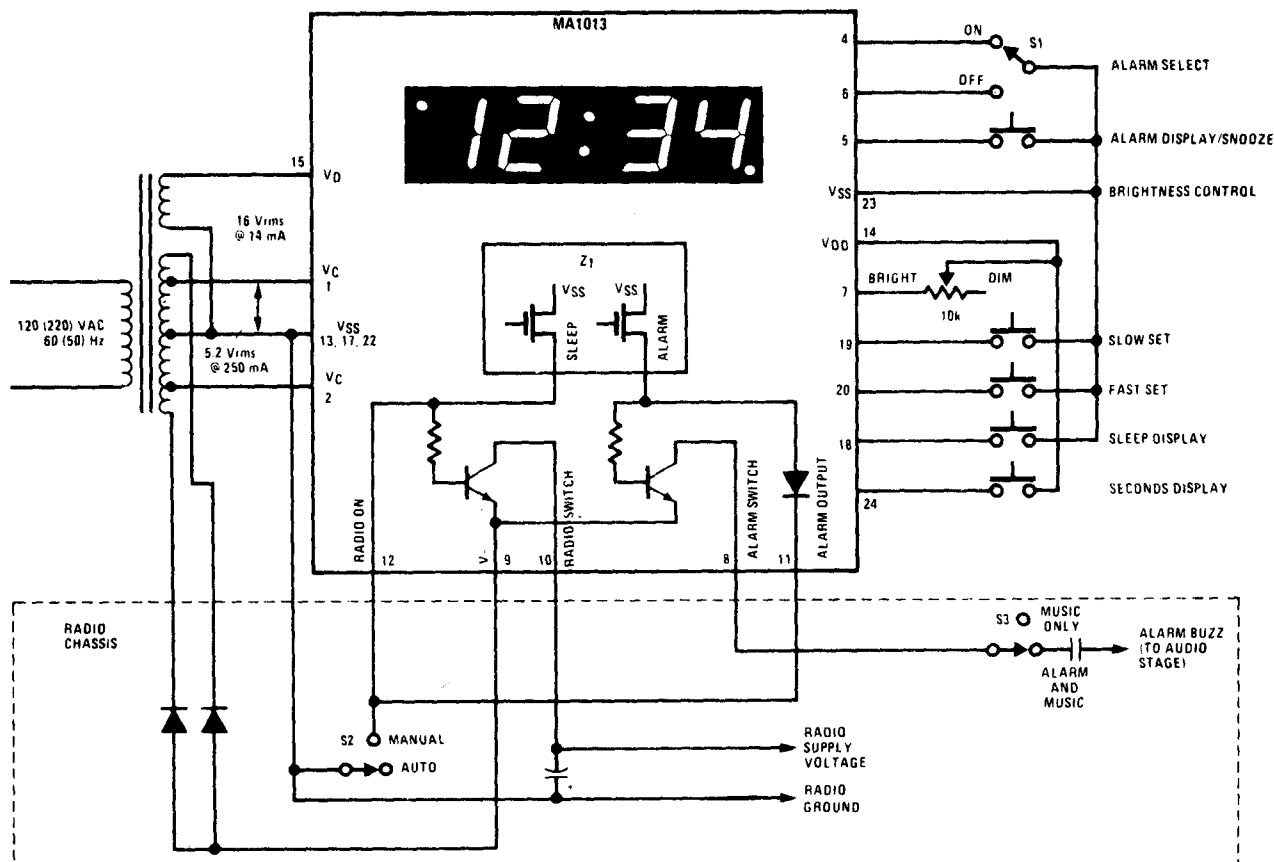 MA1013
12:34
4
ON
S1
ALARM SELECT
6
OFF
5
ALARM DISPLAY/SNOOZE
VSS
23
BRIGHTNESS CONTROL
14
VDD
7
BRIGHT
DIM
10k
19
SLOW SET
20
FAST SET
18
SLEEP DISPLAY
24
SECONDS DISPLAY
15
VD
16 Vrms
@ 14 mA
VC
1
120 (220) VAC
60 (50) Hz
VSS
13, 17, 22
5.2 Vrms
@ 250 mA
VC
2
Z1
VSS
VSS
SLEEP
ALARM
RADIO ON
12
V-
9
10
RADIO SWITCH
8
ALARM SWITCH
11
ALARM OUTPUT
RADIO
CHASSIS
S3
MUSIC
ONLY
ALARM
AND
MUSIC
ALARM BUZZ
(TO AUDIO
STAGE)
S2
MANUAL
AUTO
RADIO
SUPPLY
VOLTAGE
+
RADIO
GROUND